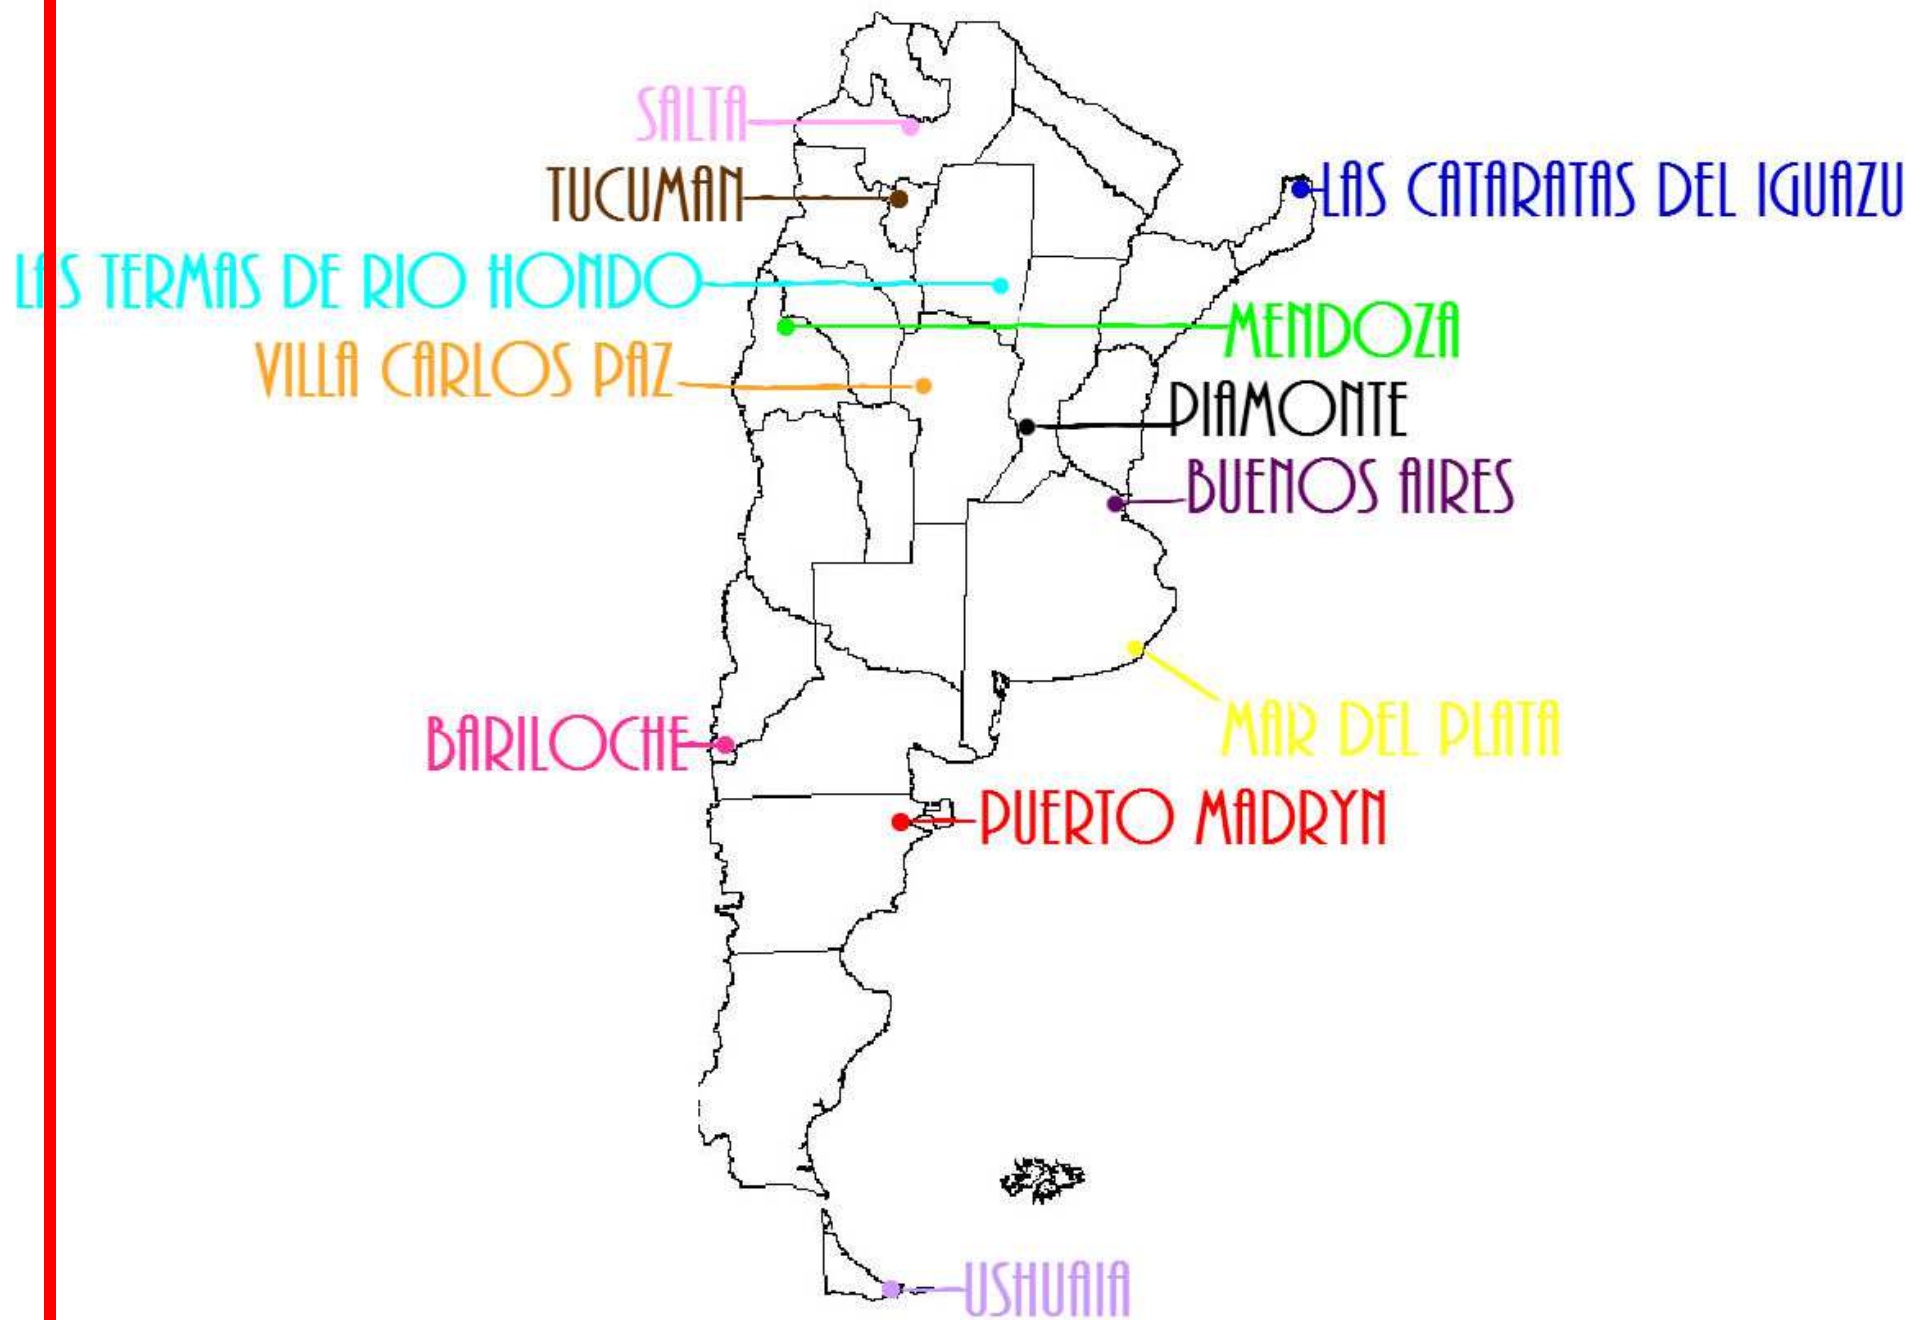 SALTA
TUCUMAN
LAS CATARATAS DEL IGUAZU
LAS TERMAS DE RIO HONDO
MENDOZA
VILLA CARLOS PAZ
PIAMONTE
BUENOS AIRES
BARILOCHE
MAR DEL PLATA
PUERTO MADRYN
USHUAIA